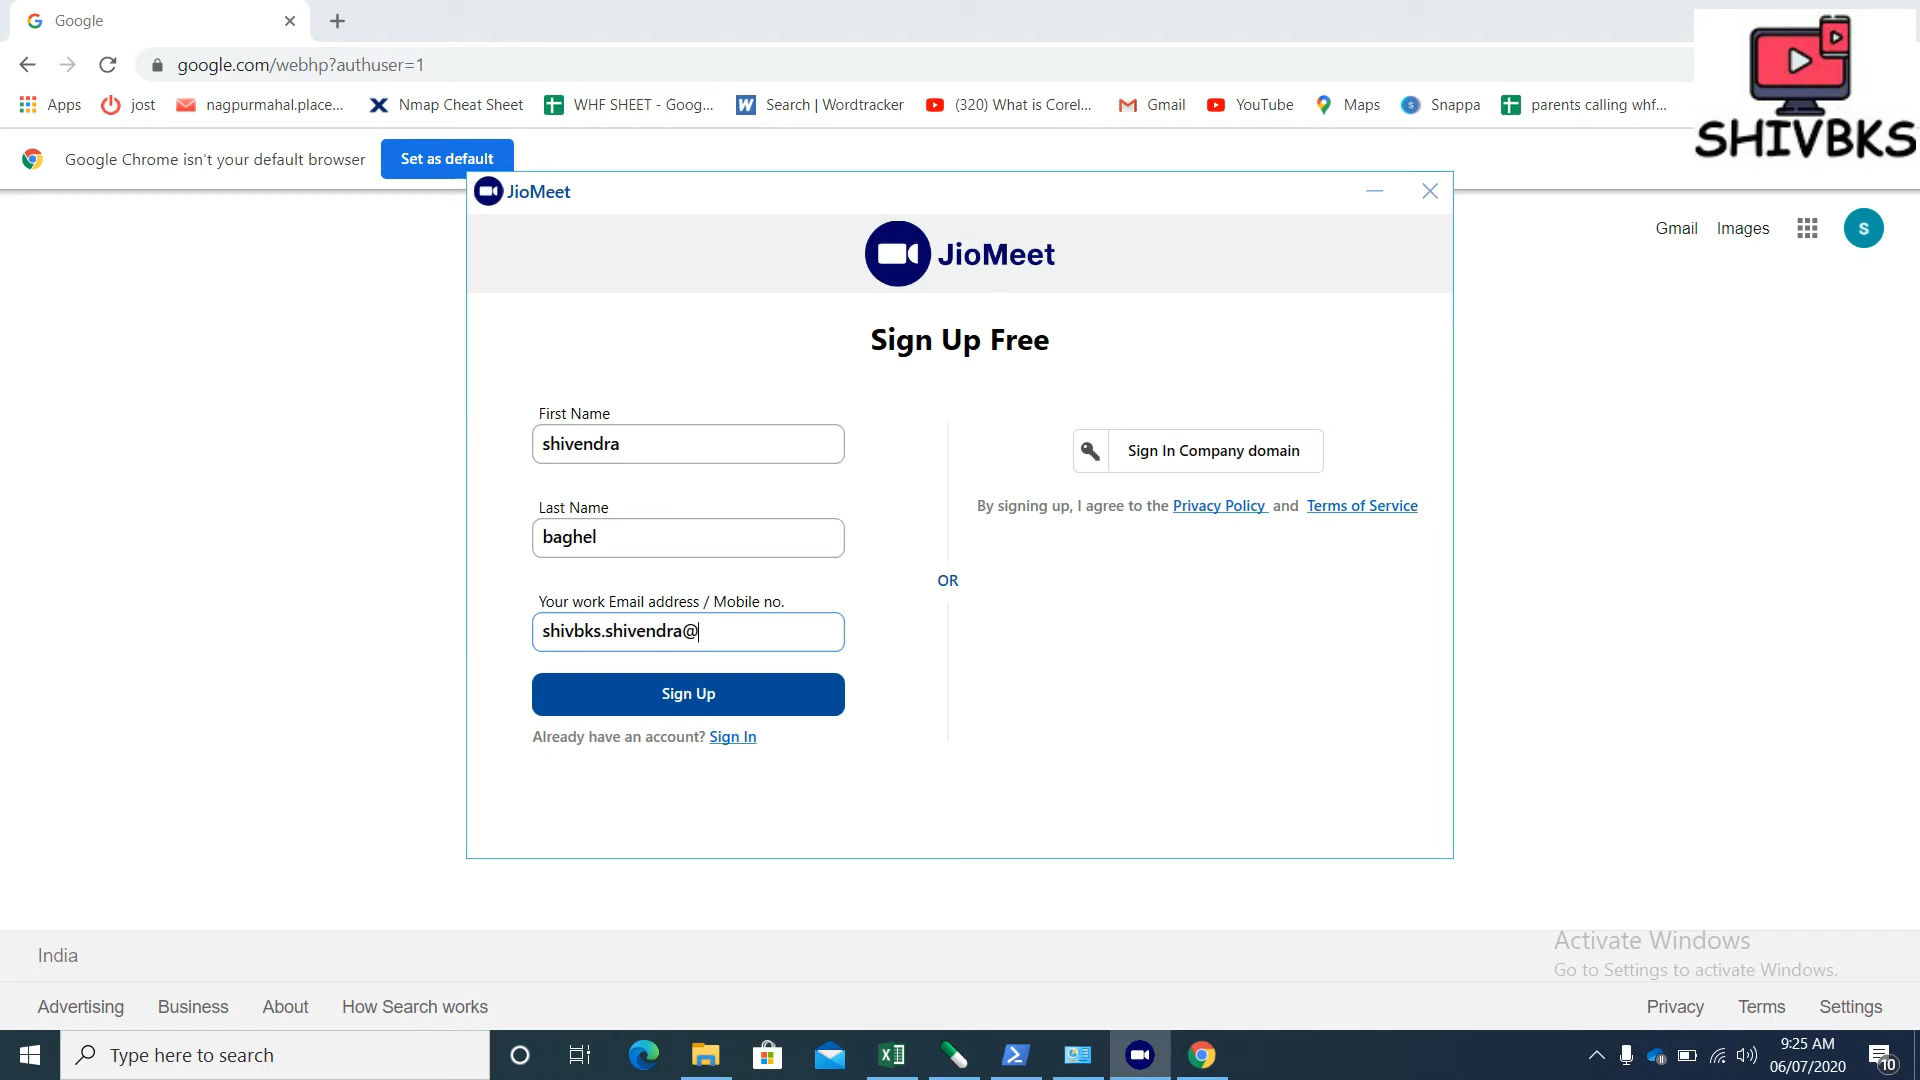 Google
google.com/webhp?authuser=1
Apps jost nagpurmahal.place... Nmap Cheat Sheet WHF SHEET - Goog... Search | Wordtracker (320) What is Corel... Gmail YouTube Maps Snappa parents calling whf...
SHIVBKS
Google Chrome isn't your default browser Set as default
JioMeet
Gmail Images S
JioMeet
Sign Up Free
First Name
shivendra
Sign In Company domain
By signing up, I agree to the Privacy Policy and Terms of Service
Last Name
baghel
OR
Your work Email address / Mobile no.
shivbks.shivendra@
Sign Up
Already have an account? Sign In
Activate Windows
Go to Settings to activate Windows.
India
Advertising Business About How Search works Privacy Terms Settings
Type here to search
9:25 AM
06/07/2020
10